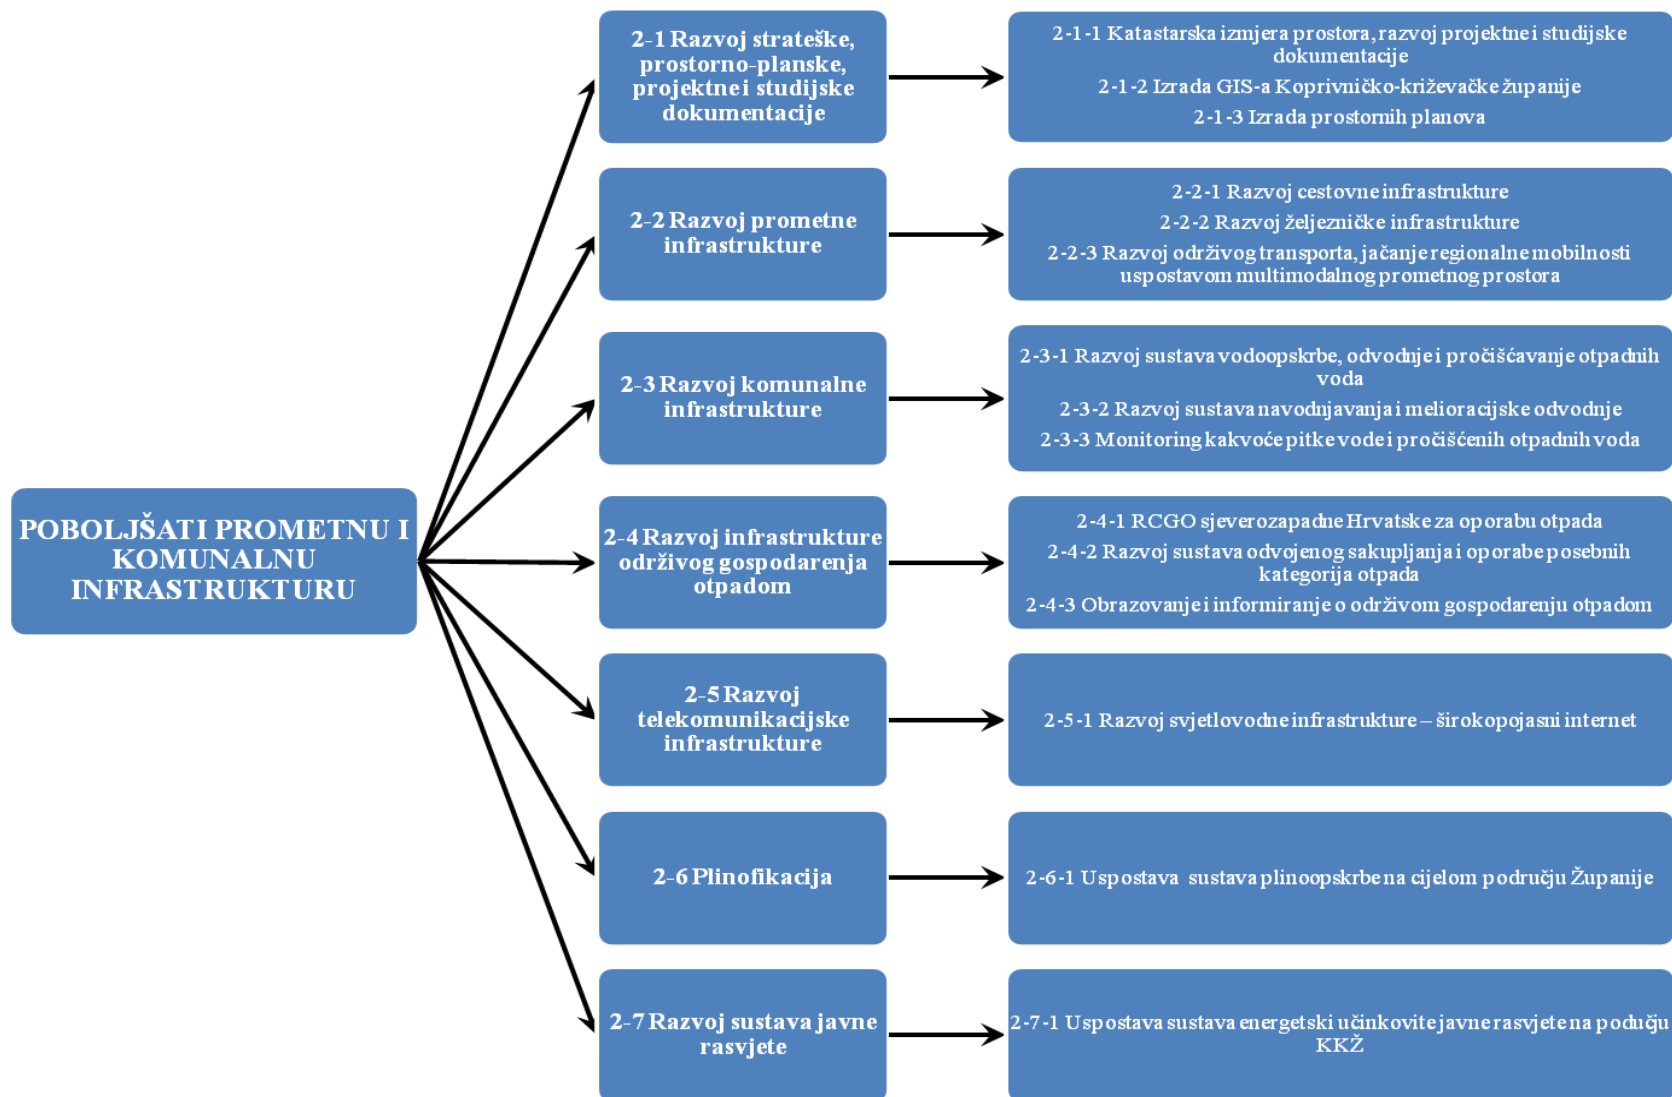 POBOLJŠATI PROMETNU I
KOMUNALNU
INFRASTRUKTURU
2-1 Razvoj strateške,
prostorno-planske,
projektne i studijske
dokumentacije
2-1-1 Katastarska izmjera prostora, razvoj projektne i studijske
dokumentacije
2-1-2 Izrada GIS-a Koprivničko-križevačke županije
2-1-3 Izrada prostornih planova
2-2 Razvoj prometne
infrastrukture
2-2-1 Razvoj cestovne infrastrukture
2-2-2 Razvoj željezničke infrastrukture
2-2-3 Razvoj održivog transporta, jačanje regionalne mobilnosti
uspostavom multimodalnog prometnog prostora
2-3 Razvoj komunalne
infrastrukture
2-3-1 Razvoj sustava vodoopskrbe, odvodnje i pročišćavanje otpadnih
voda
2-3-2 Razvoj sustava navodnjavanja i melioracijske odvodnje
2-3-3 Monitoring kakvoće pitke vode i pročišćenih otpadnih voda
2-4 Razvoj infrastrukture
održivog gospodarenja
otpadom
2-4-1 RCGO sjeverozapadne Hrvatske za oporabu otpada
2-4-2 Razvoj sustava odvojenog sakupljanja i oporabe posebnih
kategorija otpada
2-4-3 Obrazovanje i informiranje o održivom gospodarenju otpadom
2-5 Razvoj
telekomunikacijske
infrastrukture
2-5-1 Razvoj svjetlovodne infrastrukture – širokopojasni internet
2-6 Plinofikacija
2-6-1 Uspostava sustava plinoopskrbe na cijelom području Županije
2-7 Razvoj sustava javne
rasvjete
2-7-1 Uspostava sustava energetski učinkovite javne rasvjete na podučju
KKŽ